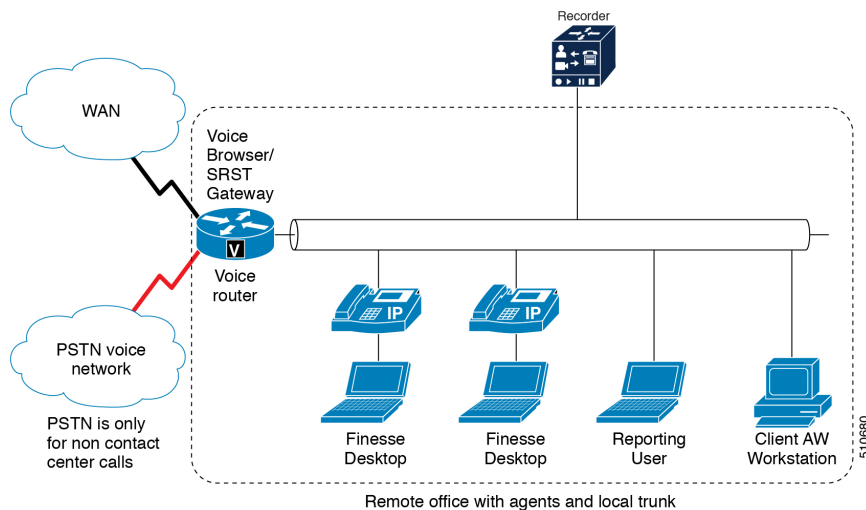 Recorder
WAN
Voice
Browser/
SRST
Gateway
V
Voice
router
IP
IP
PSTN voice
network
PSTN is only
for non contact
center calls
Finesse
Desktop
Finesse
Desktop
Reporting
User
Client AW
Workstation
510680
Remote office with agents and local trunk